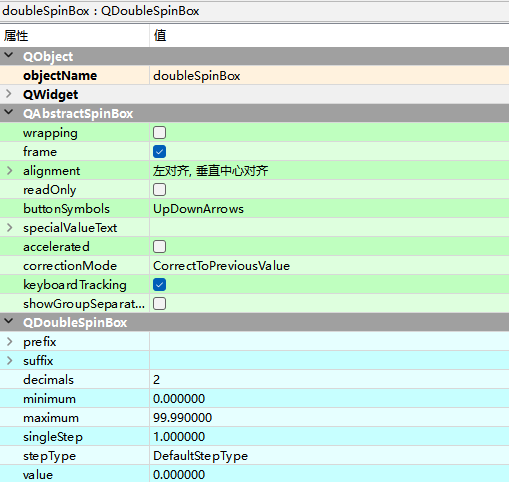 doubleSpinBox : QDoubleSpinBox
属性 值
QObject
objectName doubleSpinBox
QWidget
QAbstractSpinBox
wrapping
frame
alignment 左对齐, 垂直中心对齐
readOnly
buttonSymbols UpDownArrows
specialValueText
accelerated
correctionMode CorrectToPreviousValue
keyboardTracking
showGroupSeparat...
QDoubleSpinBox
prefix
suffix
decimals 2
minimum 0.000000
maximum 99.990000
singleStep 1.000000
stepType DefaultStepType
value 0.000000